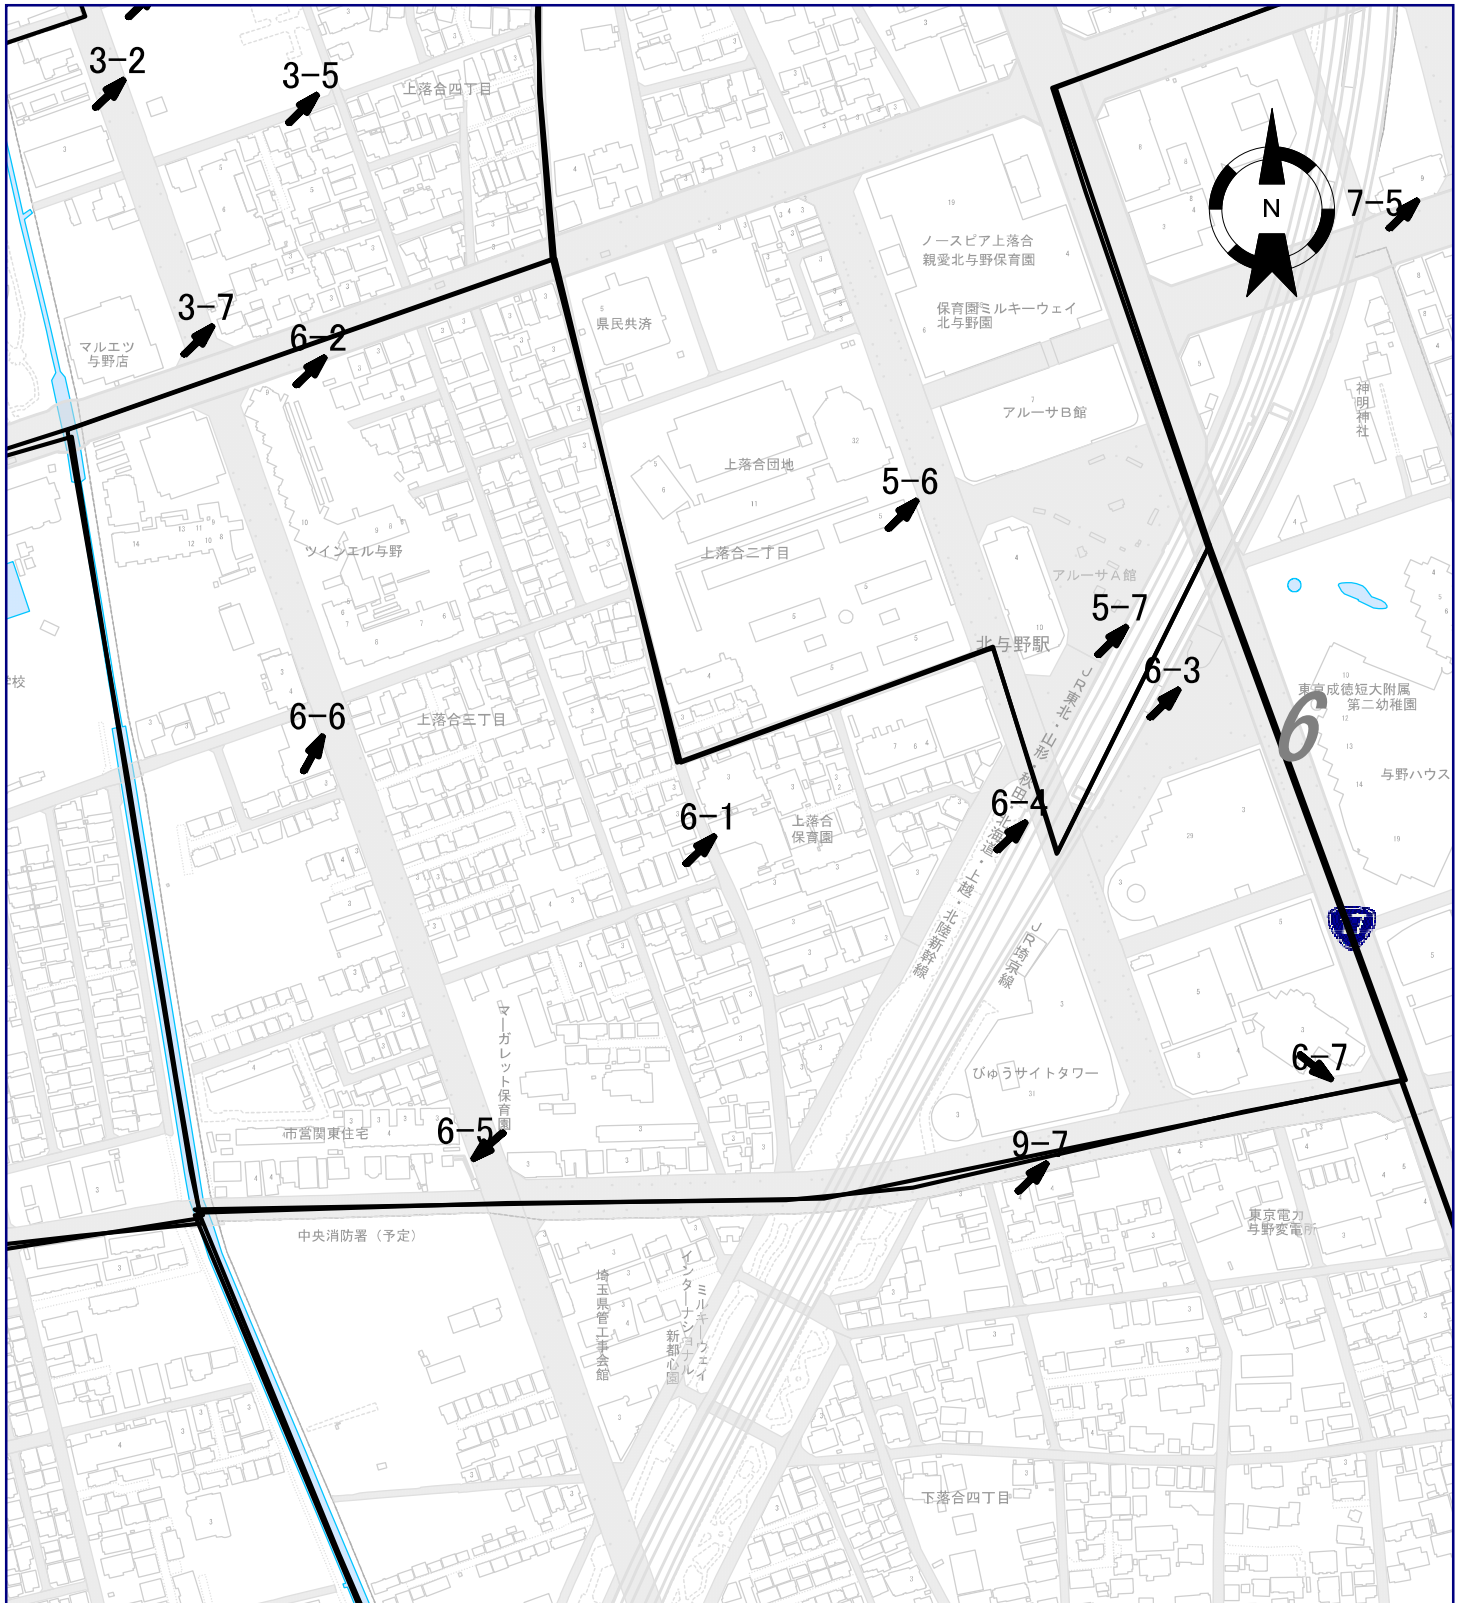 3-2
3-5
上落合四丁目
N
7-5
ノースピア上落合
親愛北与野保育園
保育園ミルキーウェイ
北与野園
3-7
6-2
県民共済
マルエツ
与野店
アルーサB館
神明神社
上落合団地
5-6
ツインエル与野
上落合二丁目
アルーサA館
5-7
北与野駅
6-3
校
JR東北・山形・秋田・北海道・上越・北陸新幹線
東京成徳短大附属
第二幼稚園
6
6-6
上落合三丁目
与野ハウス
6-4
6-1
上落合
保育園
17
JR埼京線
マーガレット保育園
6-7
びゅうサイトタワー
6-5
市営関東住宅
9-7
東京電力
与野変電所
中央消防署（予定）
埼玉県管工事会館
ミルキーウェイ
インターナショナル
新都心園
下落合四丁目